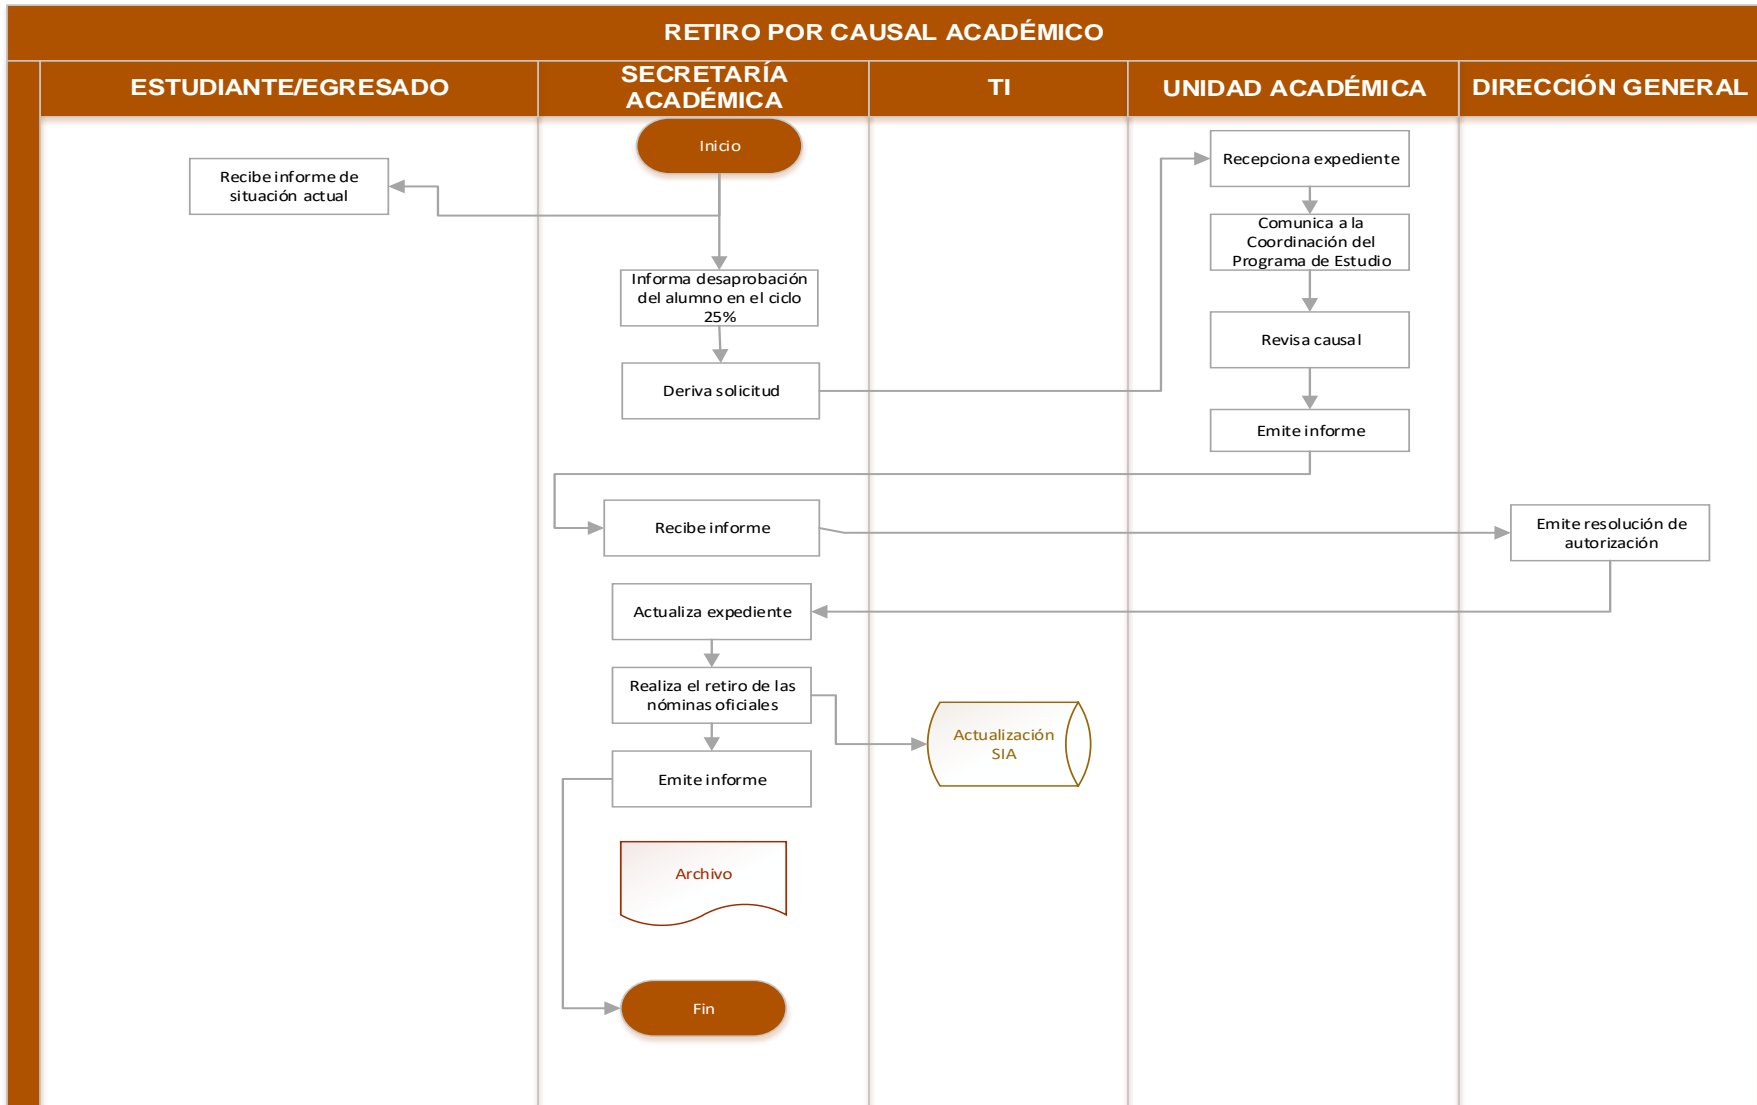 RETIRO POR CAUSAL ACADÉMICO
ESTUDIANTE/EGRESADO
SECRETARÍA
ACADÉMICA
TI
UNIDAD ACADÉMICA
DIRECCIÓN GENERAL
Inicio
Recibe informe de
situación actual
Recepciona expediente
Comunica a la
Coordinación del
Programa de Estudio
Informa desaprobación
del alumno en el ciclo
25%
Revisa causal
Deriva solicitud
Emite informe
Recibe informe
Emite resolución de
autorización
Actualiza expediente
Realiza el retiro de las
nóminas oficiales
Actualización
SIA
Emite informe
Archivo
Fin